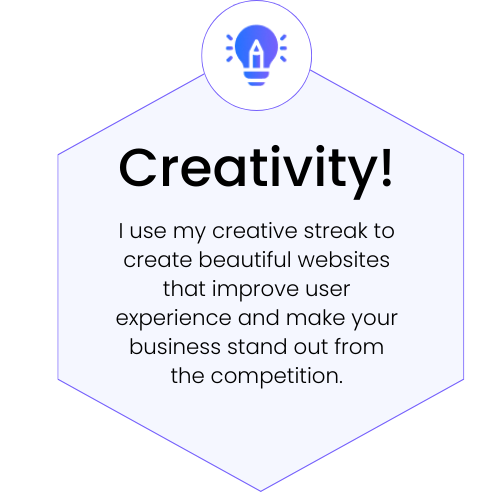 Creativity!
I use my creative streak to
create beautiful websites
that improve user
experience and make your
business stand out from
the competition.